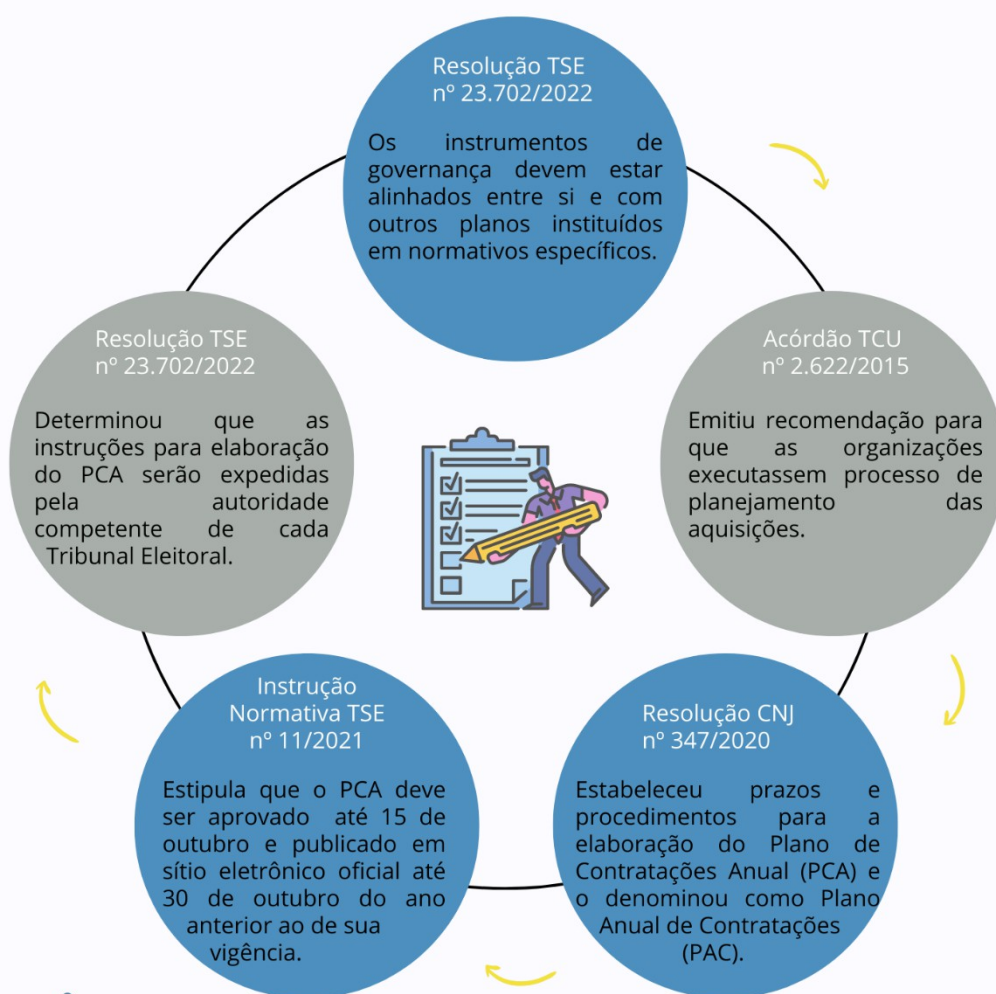 Resolução TSE
nº 23.702/2022
Os instrumentos de
governança devem estar
alinhados entre si e com
outros planos instituídos
em normativos específicos.
Acórdão TCU
nº 2.622/2015
Emitiu recomendação para
que as organizações
executassem processo de
planejamento das
aquisições.
Resolução CNJ
nº 347/2020
Estabeleceu prazos e
procedimentos para a
elaboração do Plano de
Contratações Anual (PCA) e
o denominou como Plano
Anual de Contratações
(PAC).
Instrução
Normativa TSE
nº 11/2021
Estipula que o PCA deve
ser aprovado até 15 de
outubro e publicado em
sítio eletrônico oficial até
30 de outubro do ano
anterior ao de sua
vigência.
Resolução TSE
nº 23.702/2022
Determinou que as
instruções para elaboração
do PCA serão expedidas
pela autoridade
competente de cada
Tribunal Eleitoral.